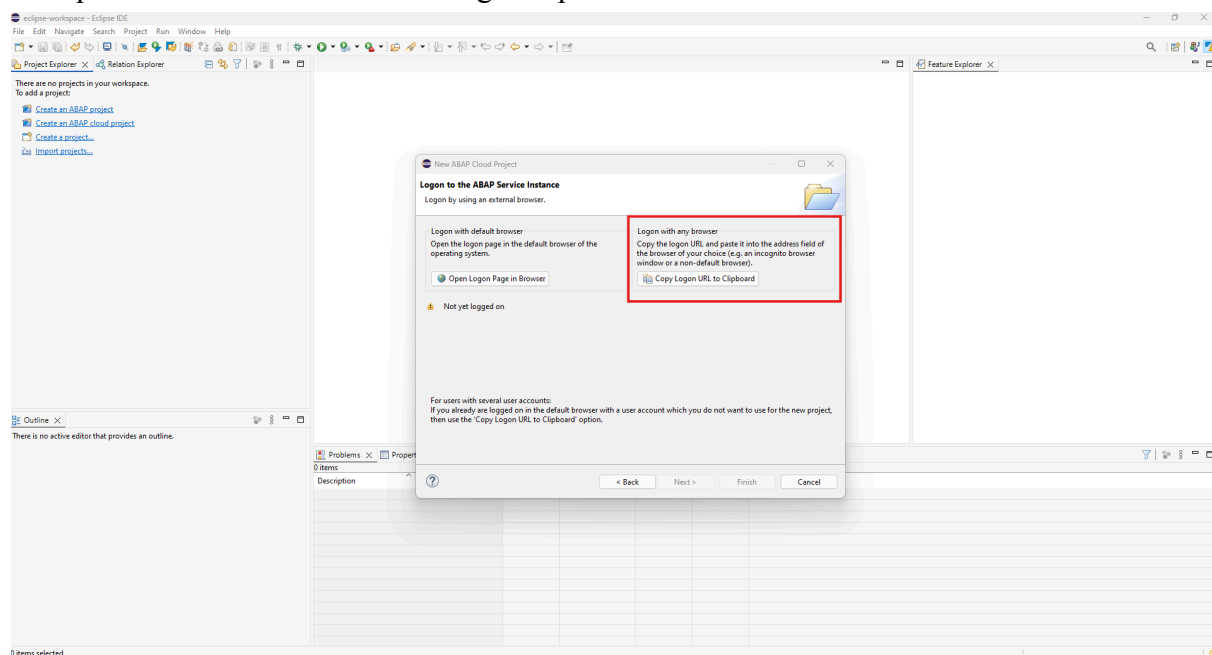 eclipse-workspace - Eclipse IDE
File Edit Navigate Search Project Run Window Help
Project Explorer Relation Explorer
There are no projects in your workspace.
To add a project:
Create an ABAP project
Create an ABAP cloud project
Create a project...
Import projects...
Feature Explorer
New ABAP Cloud Project
Logon to the ABAP Service Instance
Logon by using an external browser.
Logon with default browser
Open the logon page in the default browser of the
operating system.
Open Logon Page in Browser
Logon with any browser
Copy the logon URL and paste it into the address field of
the browser of your choice (e.g. an incognito browser
window or a non-default browser).
Copy Logon URL to Clipboard
Not yet logged on
For users with several user accounts:
If you already are logged on in the default browser with a user account which you do not want to use for the new project,
then use the 'Copy Logon URL to Clipboard' option.
< Back Next > Finish Cancel
Outline
There is no active editor that provides an outline.
Problems Propert
0 items
Description
0 items selected